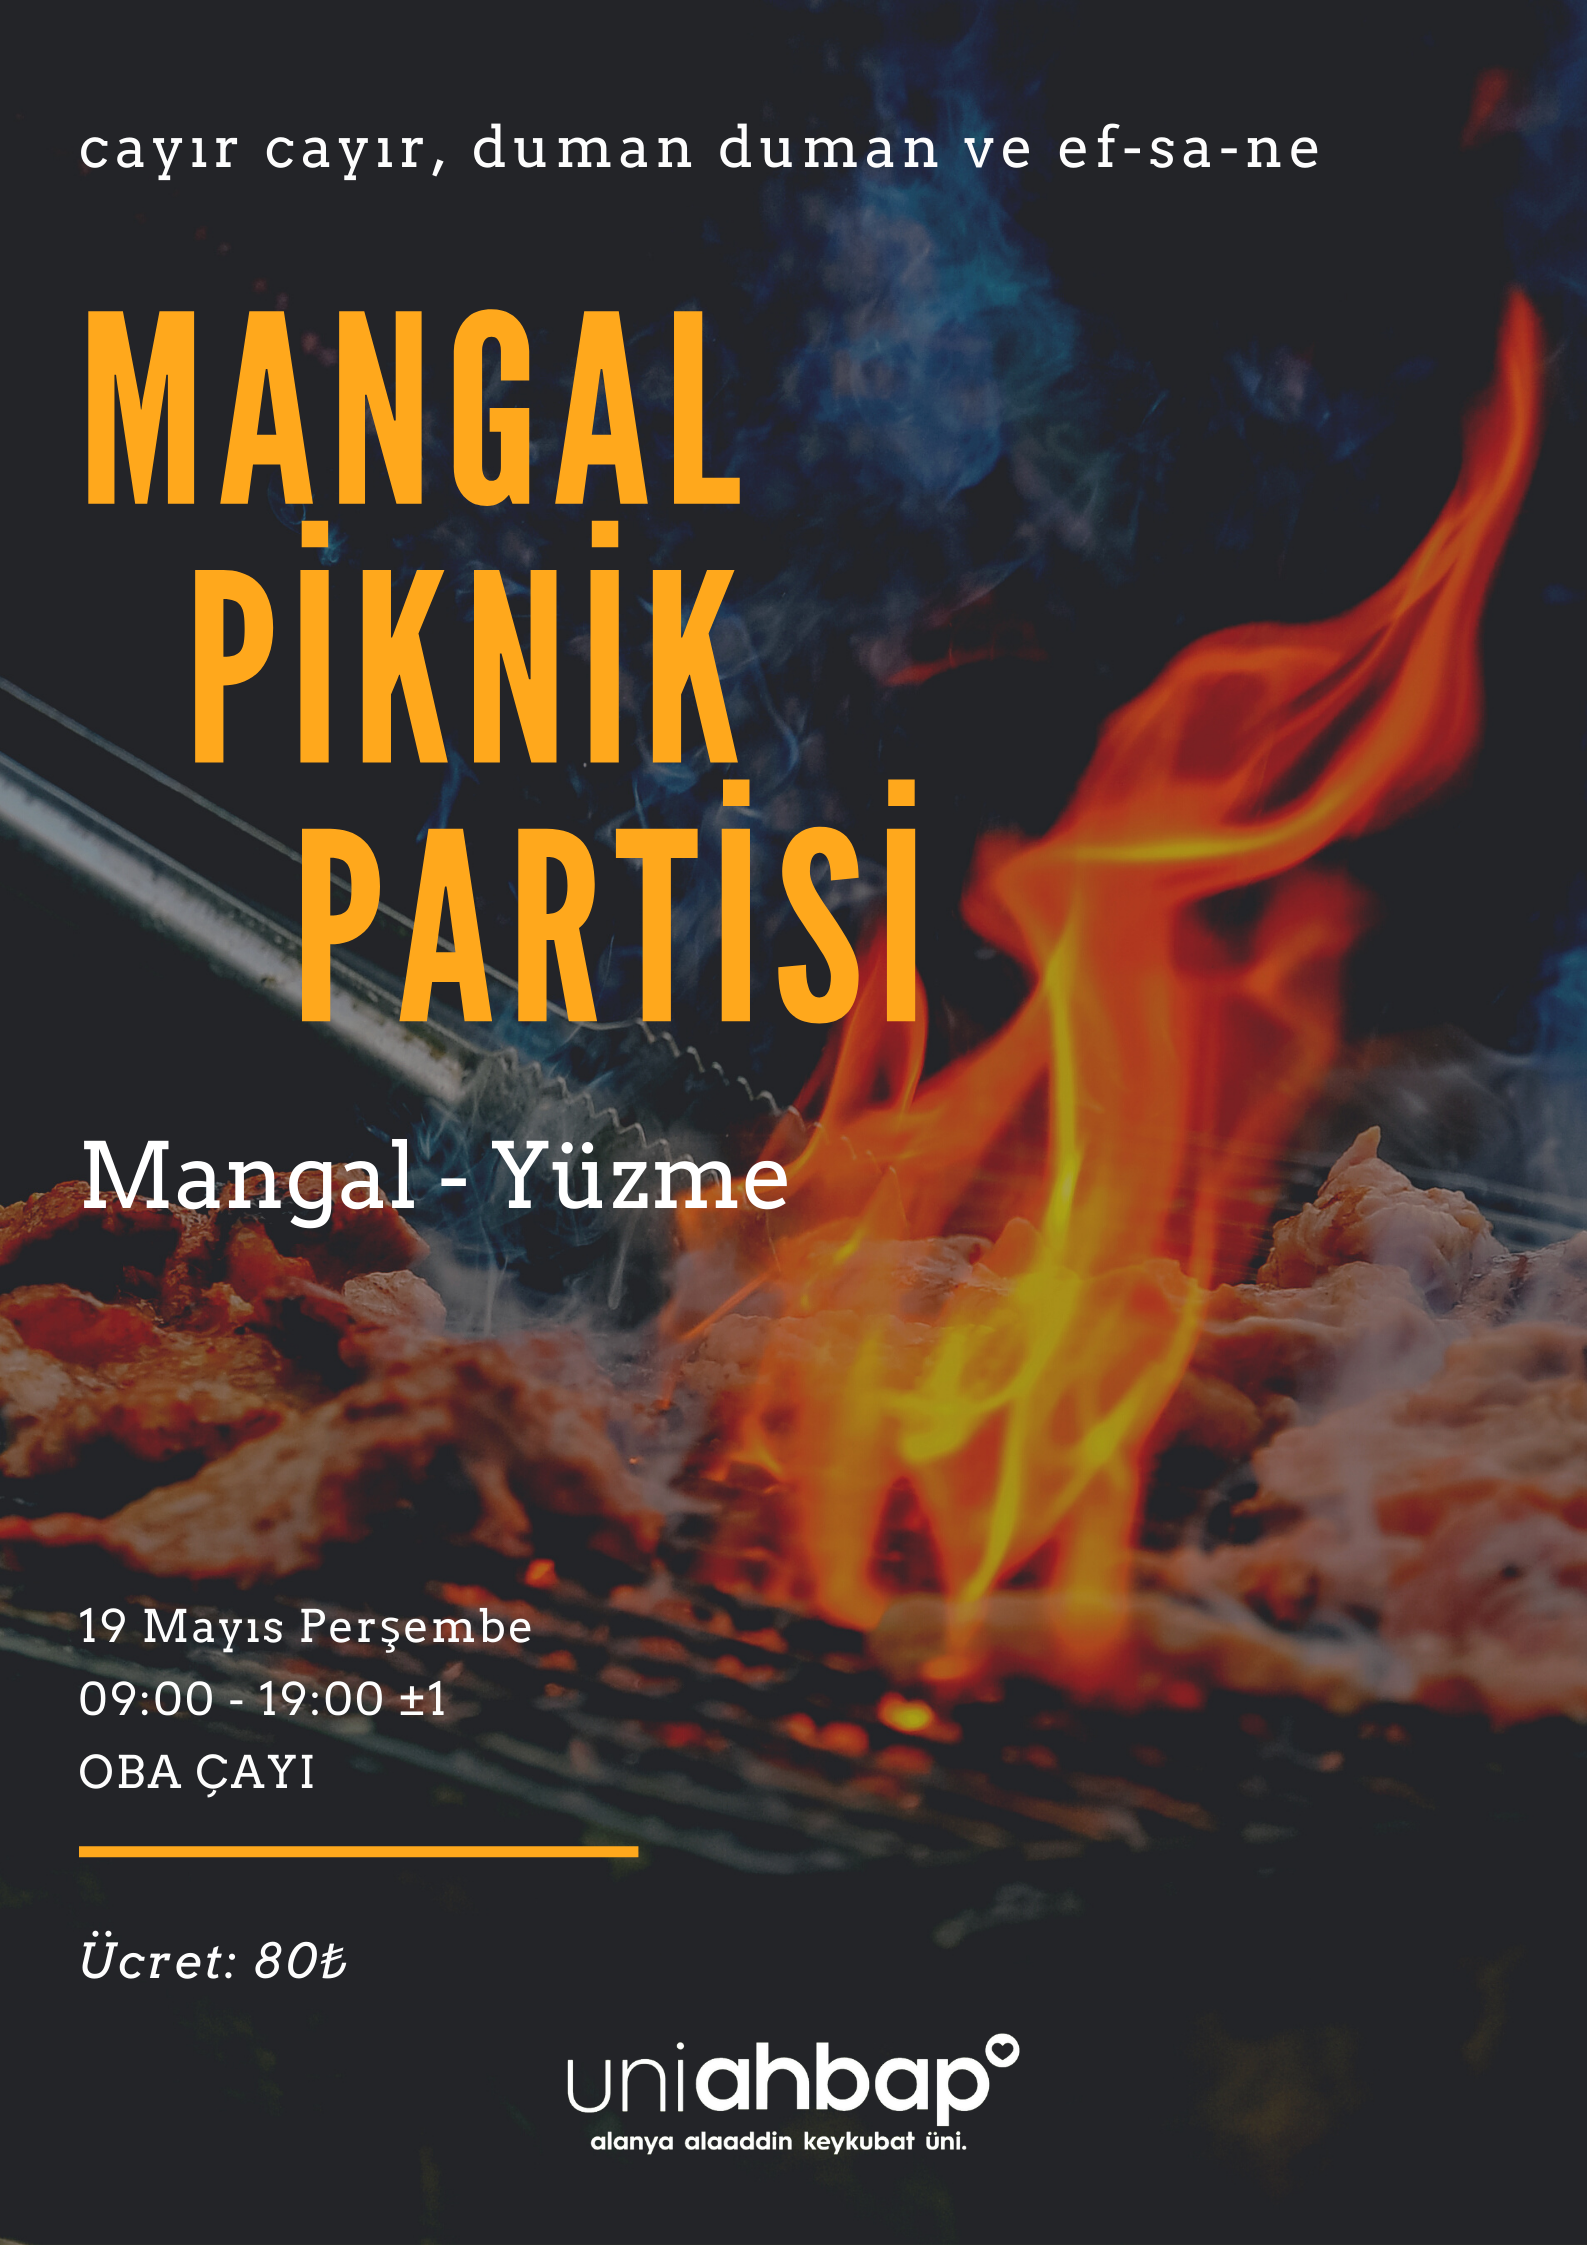 cayır cayır, duman duman ve ef-sa-ne
MANGAL
PİKNİK
PARTİSİ
Mangal - Yüzme
19 Mayıs Perşembe
09:00 - 19:00 ±1
OBA ÇAYI
Ücret: 80₺
uniahbap
alanya alaaddin keykubat üni.